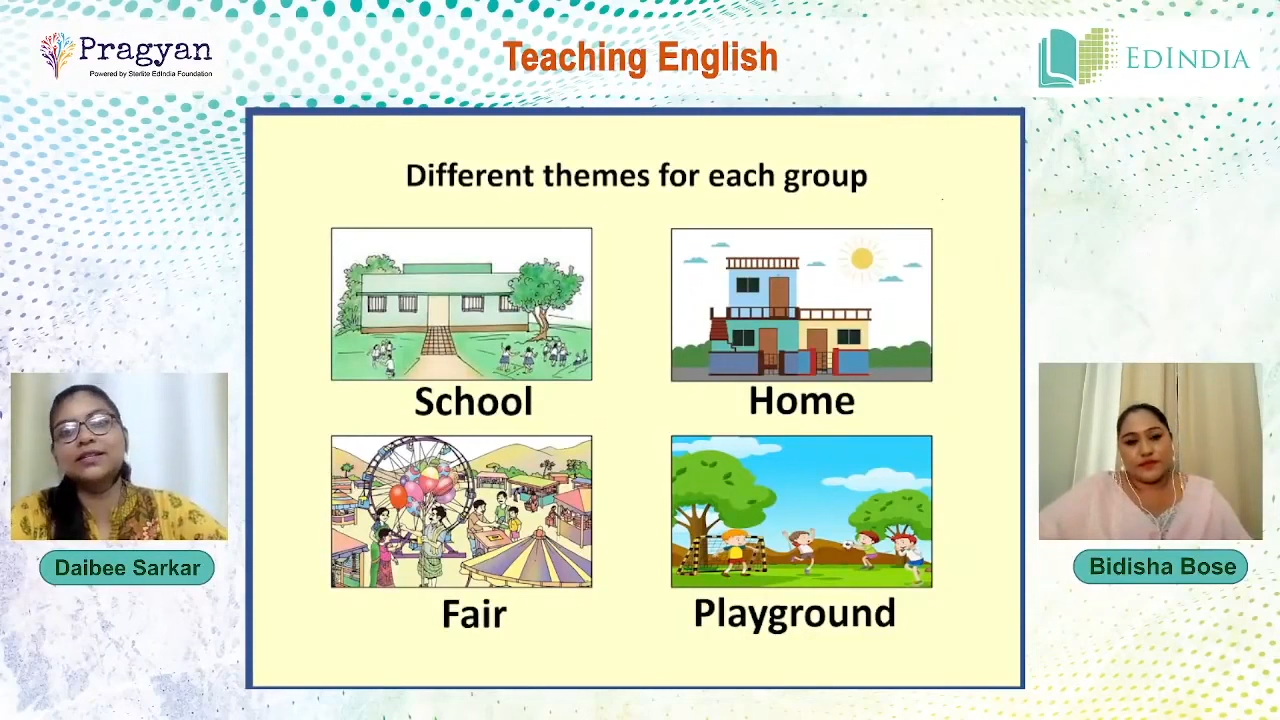 Pragyan
Powered by Sterlite EdIndia Foundation
Teaching English
EDINDIA
Different themes for each group
School
Home
Fair
Playground
Daibee Sarkar
Bidisha Bose